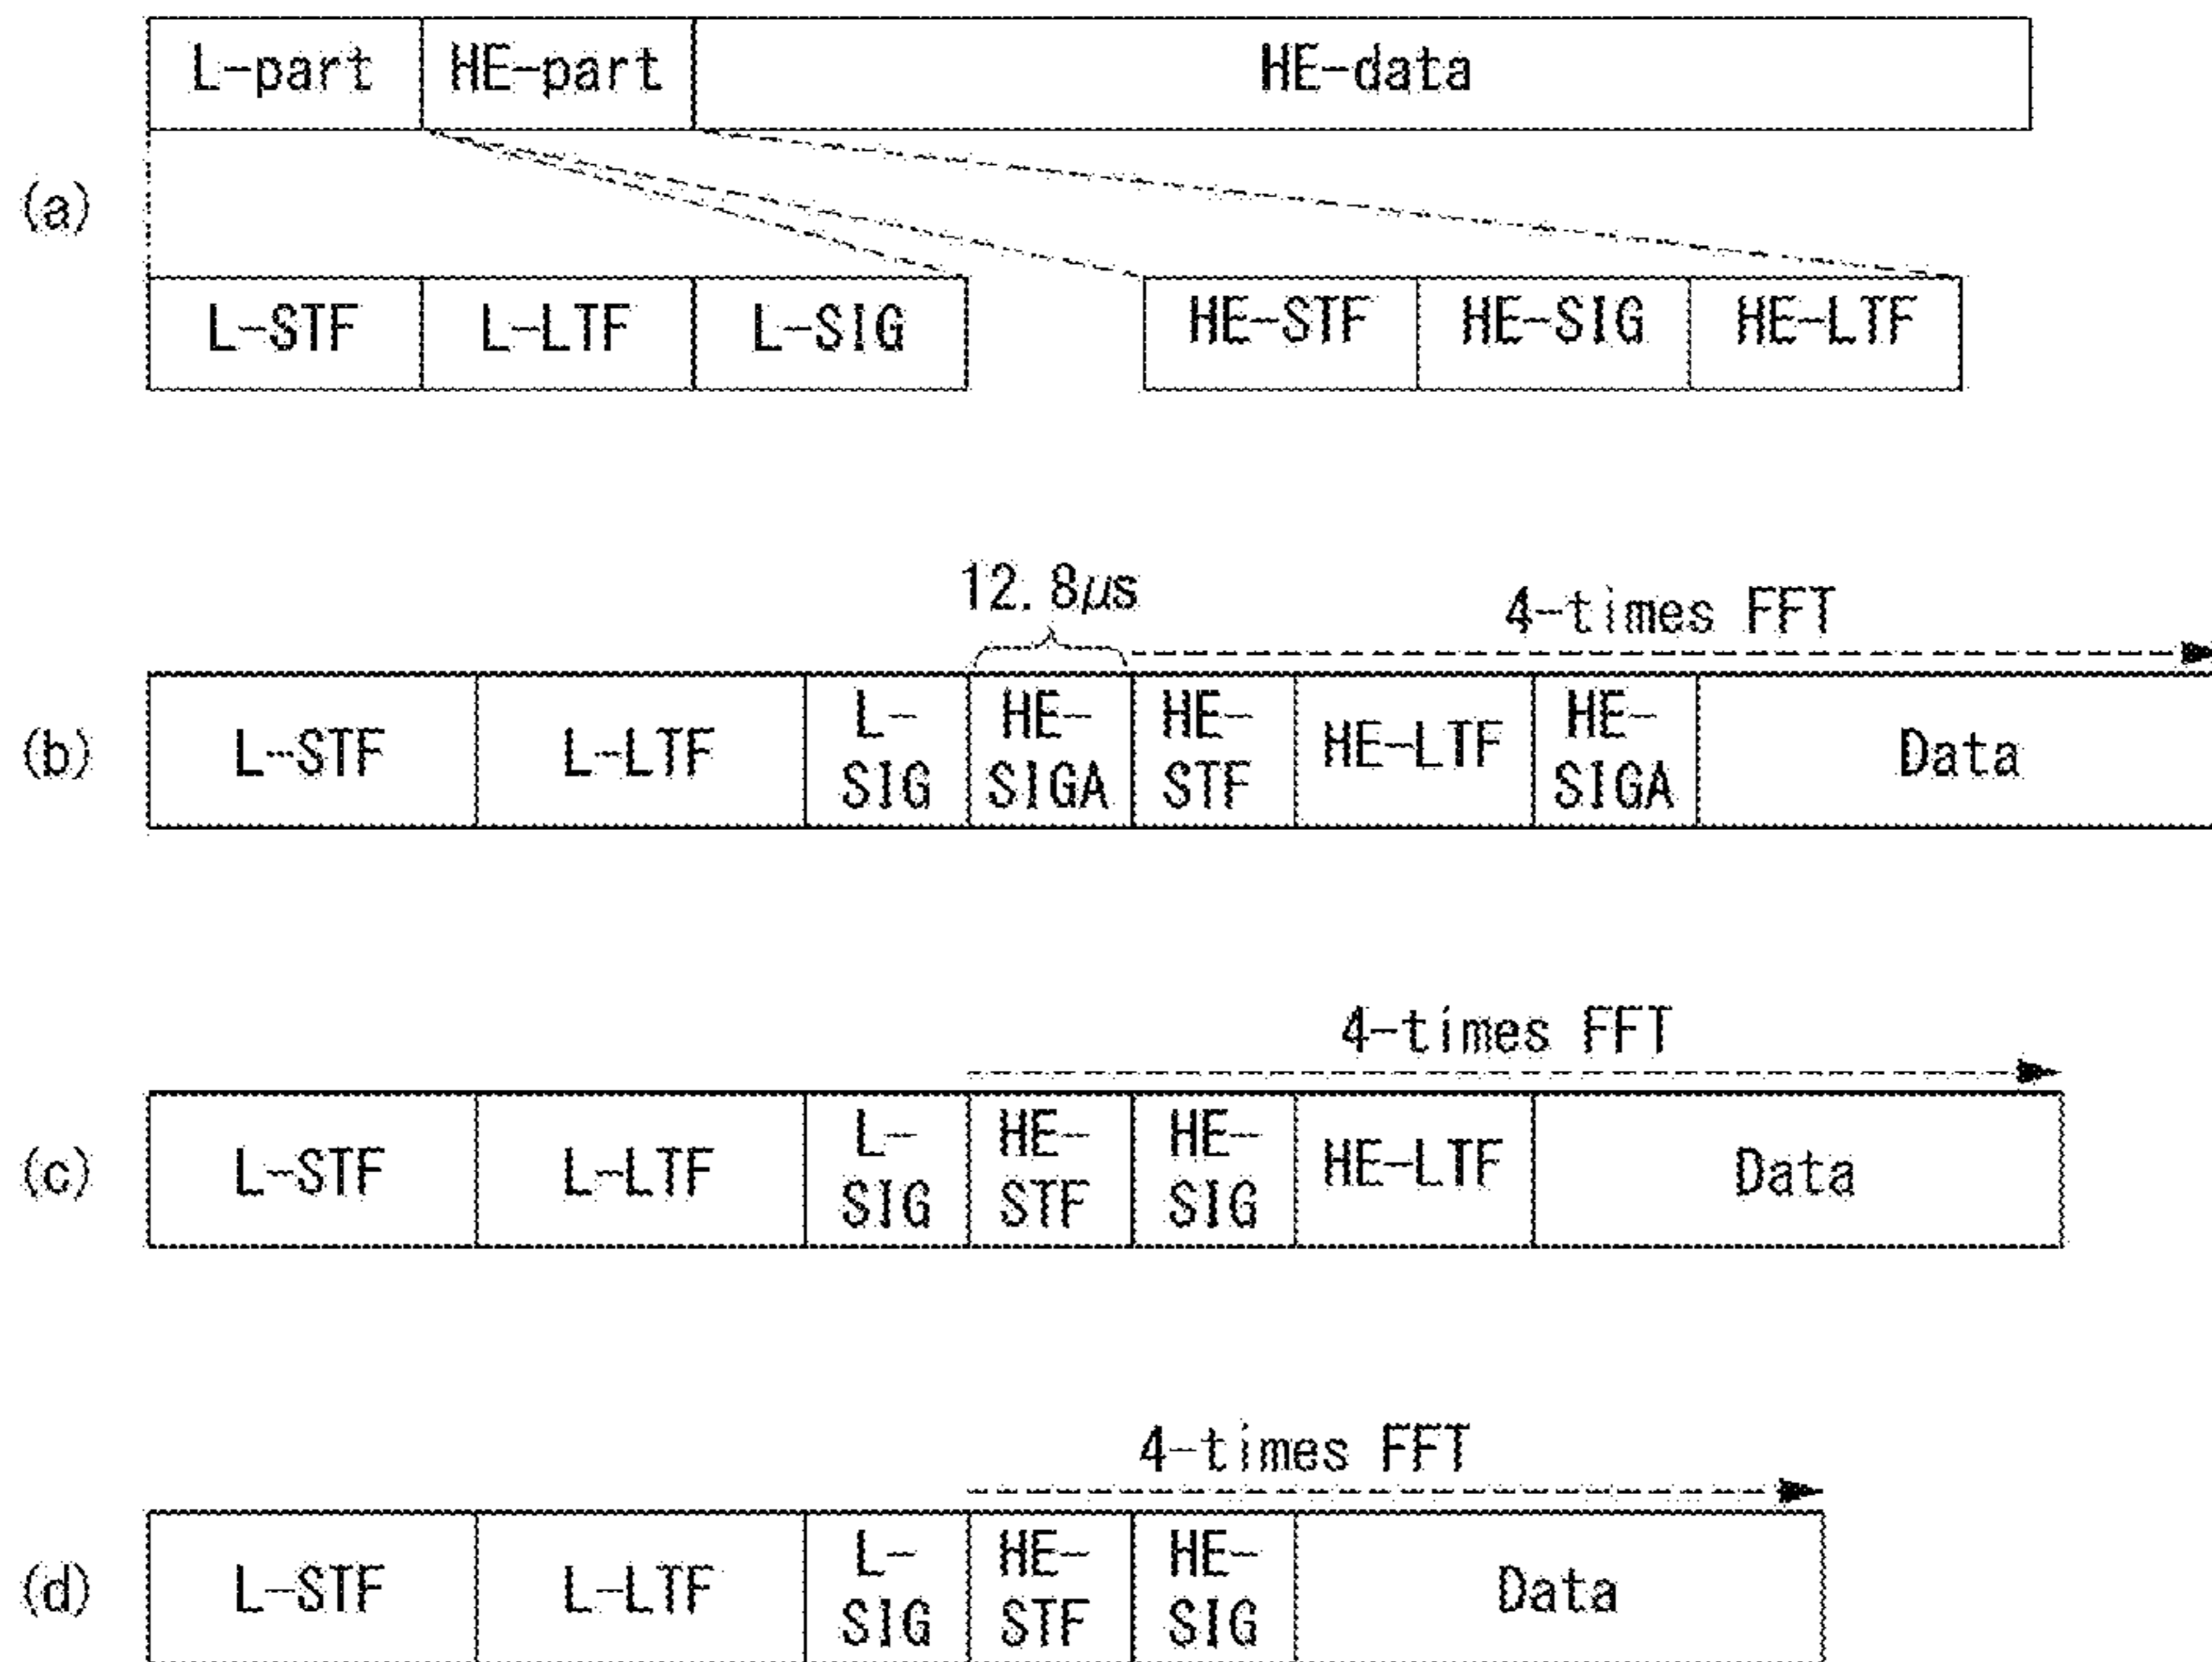 L-part HE-part HE-data
(a)
L-STF L-LTF L-SIG HE-STF HE-SIG HE-LTF
12.8μs
4-times FFT
(b) L-STF L-LTF L-SIG HE-SIGA HE-STF HE-LTF HE-SIGA Data
4-times FFT
(c) L-STF L-LTF L-SIG HE-STF HE-SIG HE-LTF Data
4-times FFT
(d) L-STF L-LTF L-SIG HE-STF HE-SIG Data